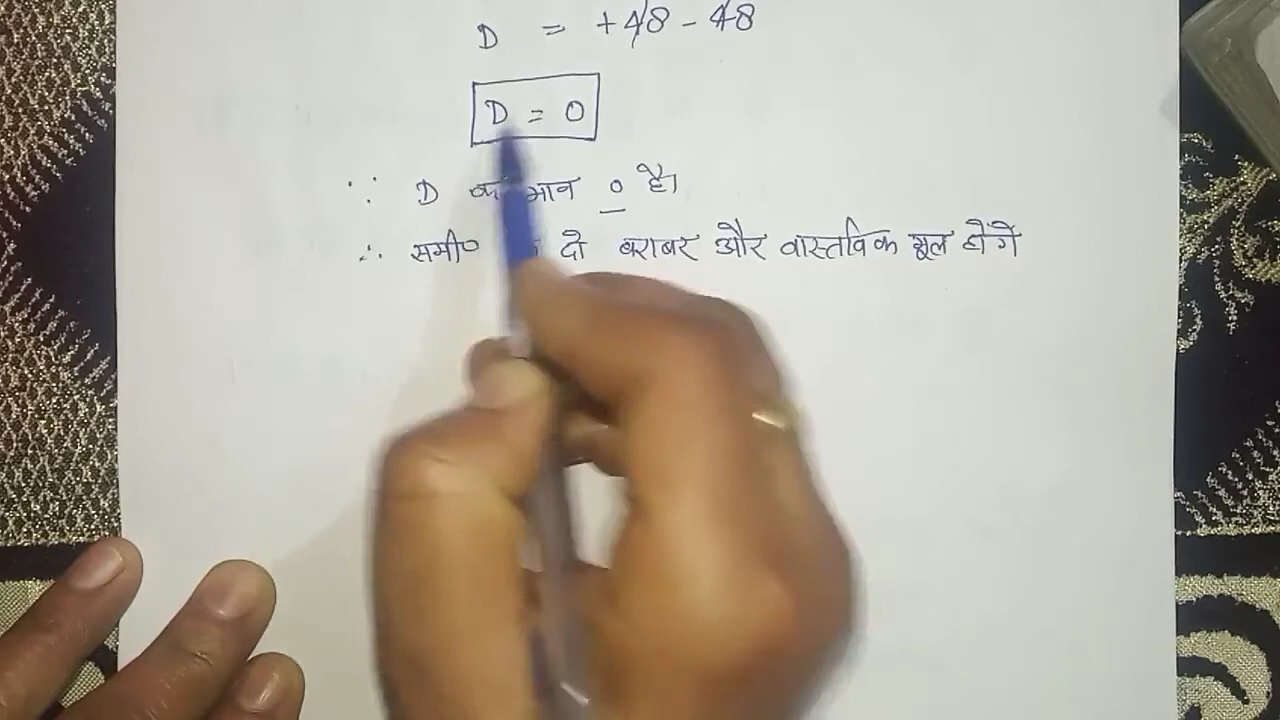 D = +48 - 48
D = 0
∵ D मान 0 है।
∴ समी० दो बराबर और वास्तविक मूल होंगे